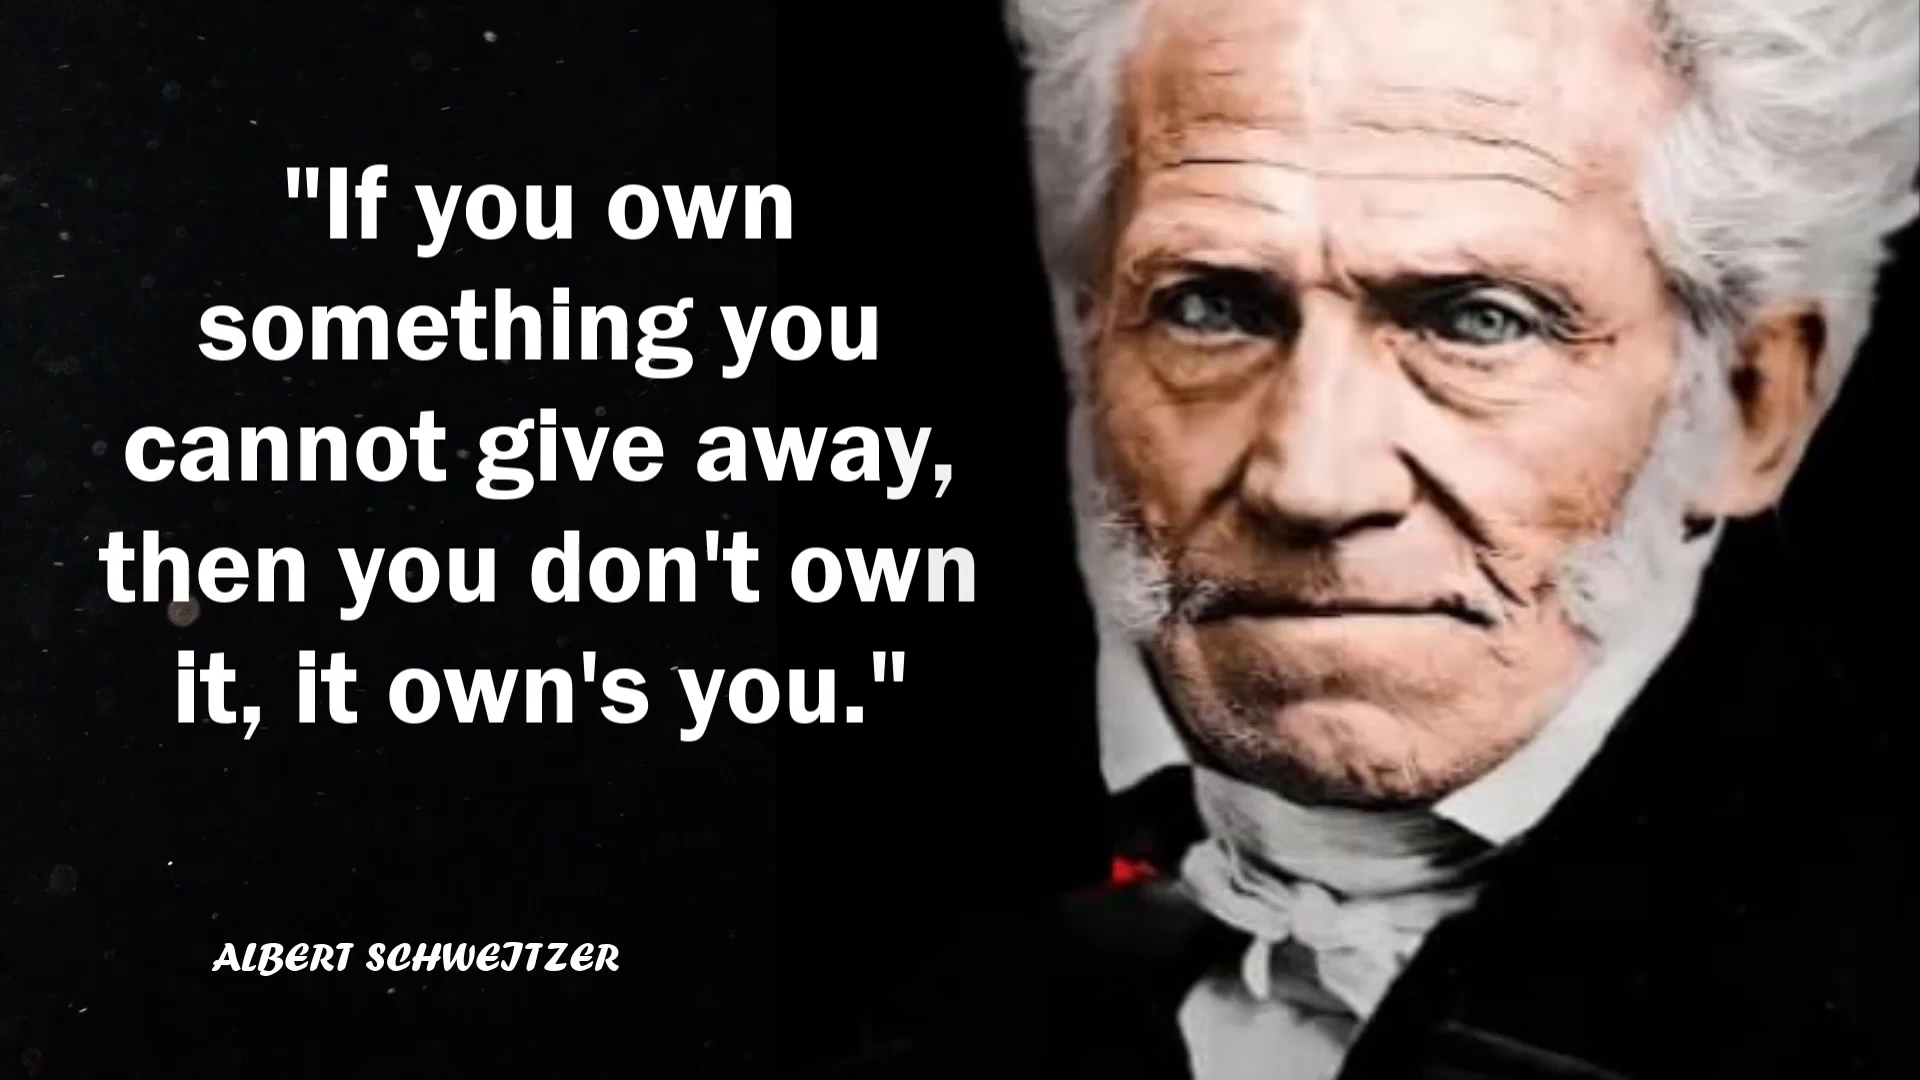 "If you own
something you
cannot give away,
then you don't own
it, it own's you."
ALBERT SCHWEITZER